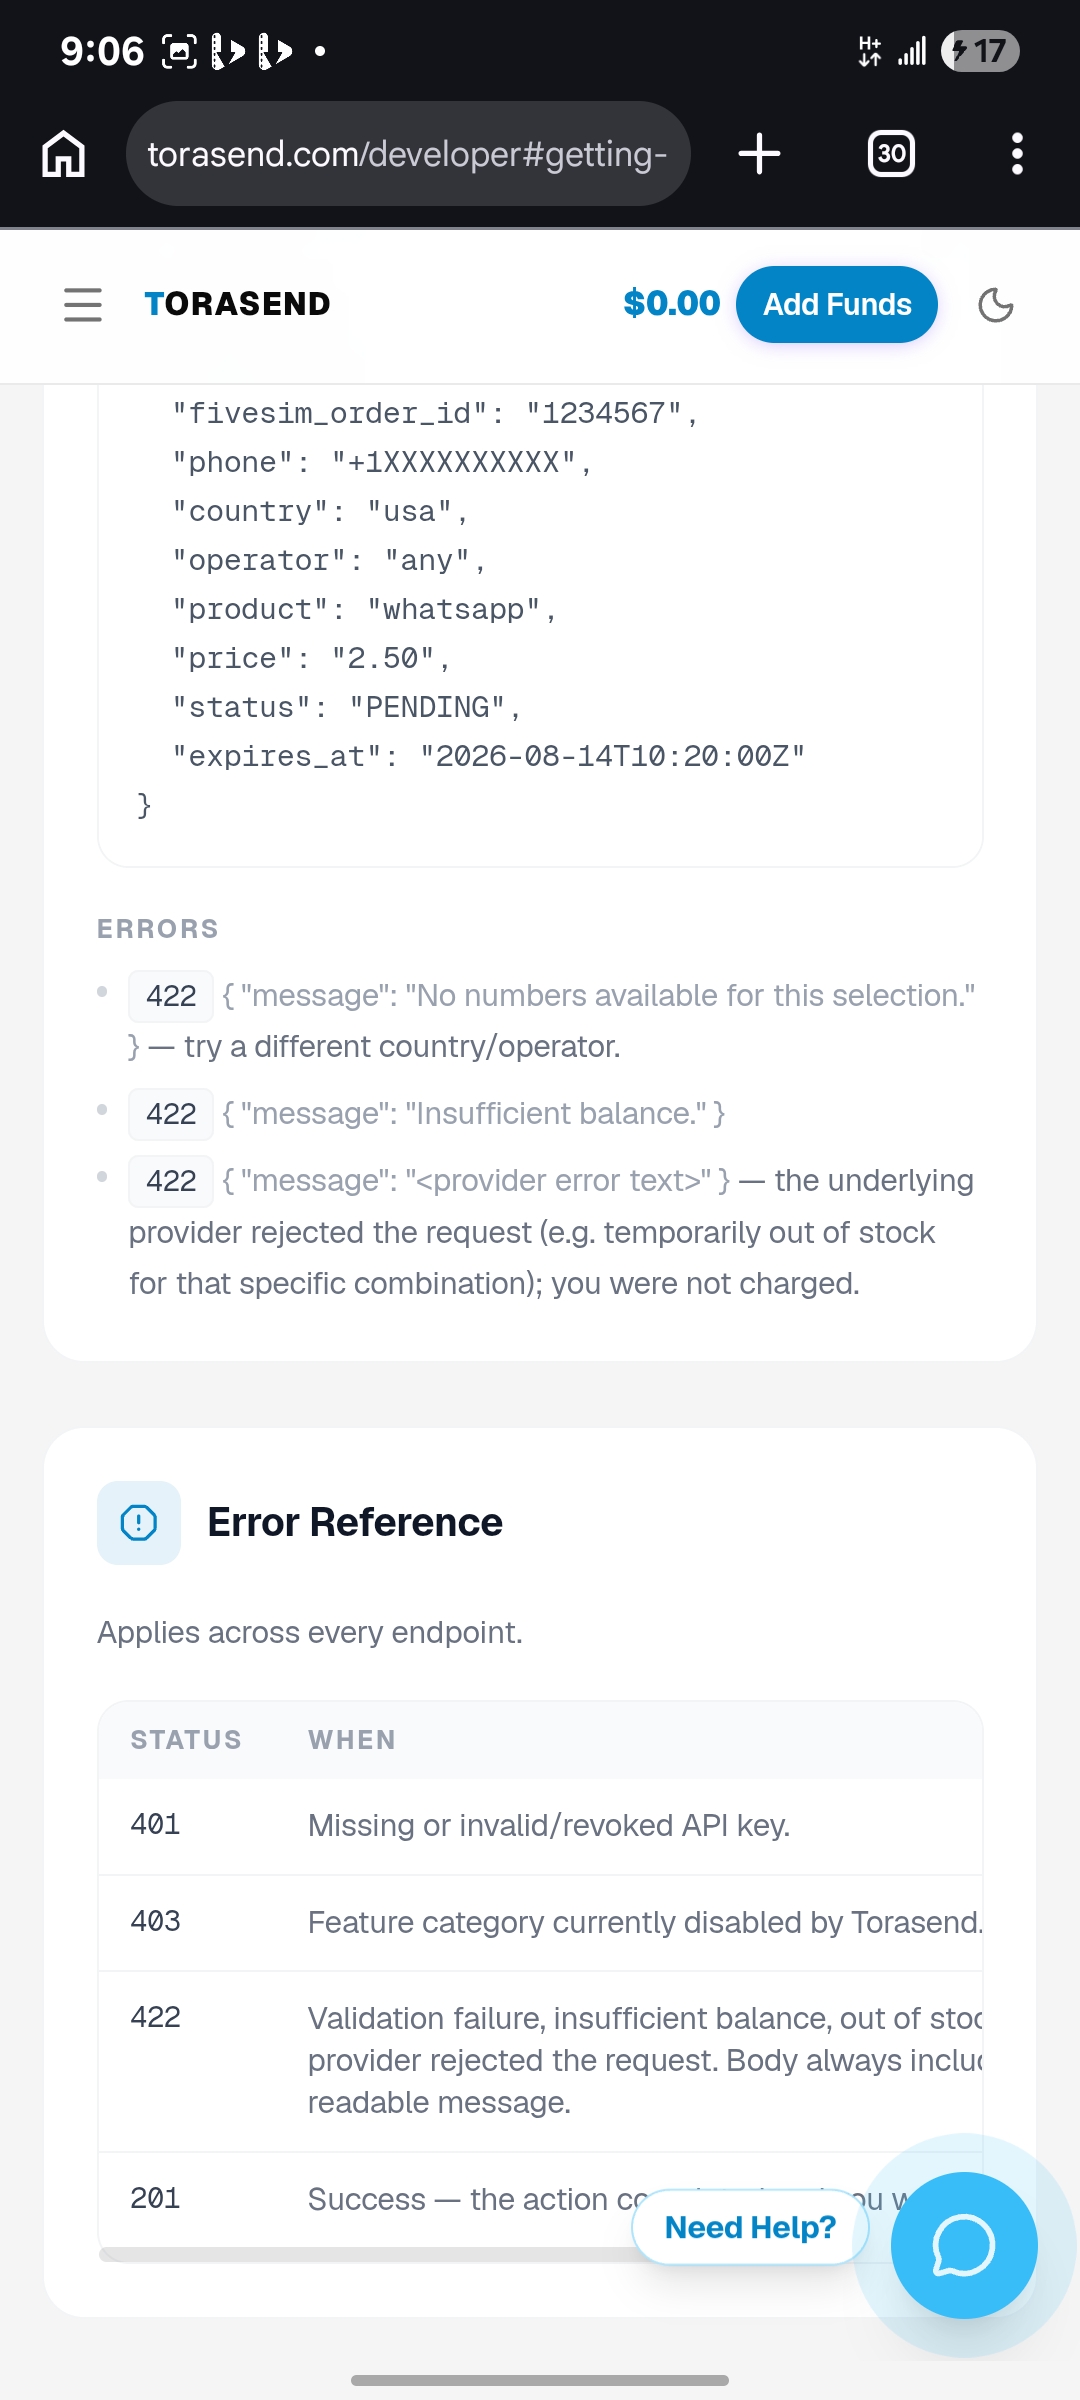 9:06
H+
17
torasend.com/developer#getting-
30
TORASEND
$0.00
Add Funds
"fivesim_order_id": "1234567",
"phone": "+1XXXXXXXXXX",
"country": "usa",
"operator": "any",
"product": "whatsapp",
"price": "2.50",
"status": "PENDING",
"expires_at": "2026-08-14T10:20:00Z"
}
ERRORS
422 { "message": "No numbers available for this selection."
} — try a different country/operator.
422 { "message": "Insufficient balance." }
422 { "message": "<provider error text>" } — the underlying
provider rejected the request (e.g. temporarily out of stock
for that specific combination); you were not charged.
Error Reference
Applies across every endpoint.
STATUS WHEN
401 Missing or invalid/revoked API key.
403 Feature category currently disabled by Torasend.
422 Validation failure, insufficient balance, out of
provider rejected the request. Body always
readable message.
201 Success — the action
Need Help?